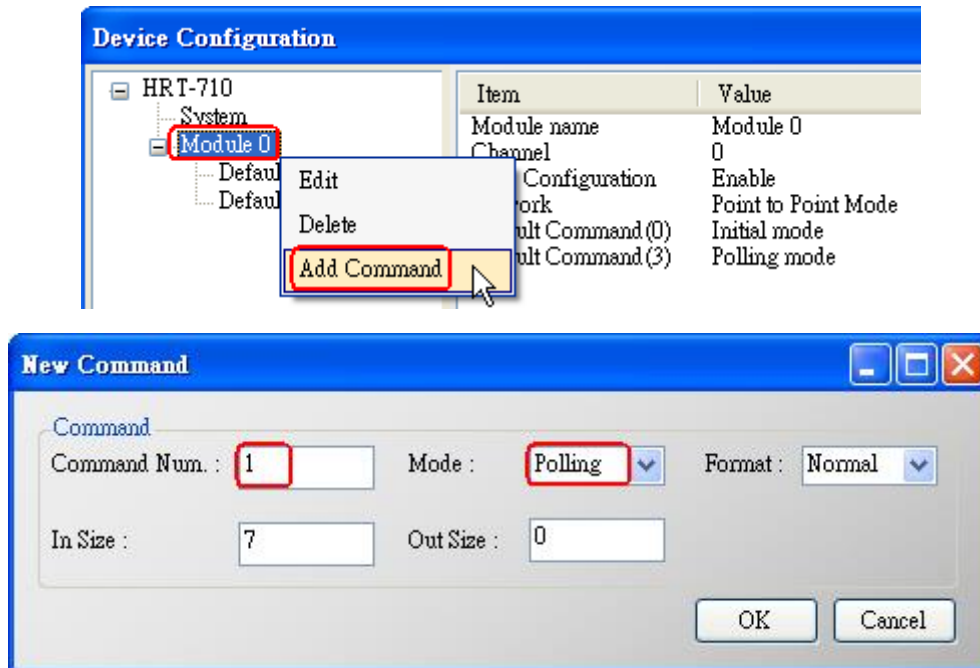 Device Configuration
HRT-710
System
Module 0
Defaul
Defaul
Edit
Delete
Add Command
Item Value
Module name Module 0
Channel 0
Configuration Enable
ork Point to Point Mode
ult Command(0) Initial mode
ult Command(3) Polling mode
New Command
Command
Command Num. : 1 Mode : Polling Format : Normal
In Size : 7 Out Size : 0
OK Cancel